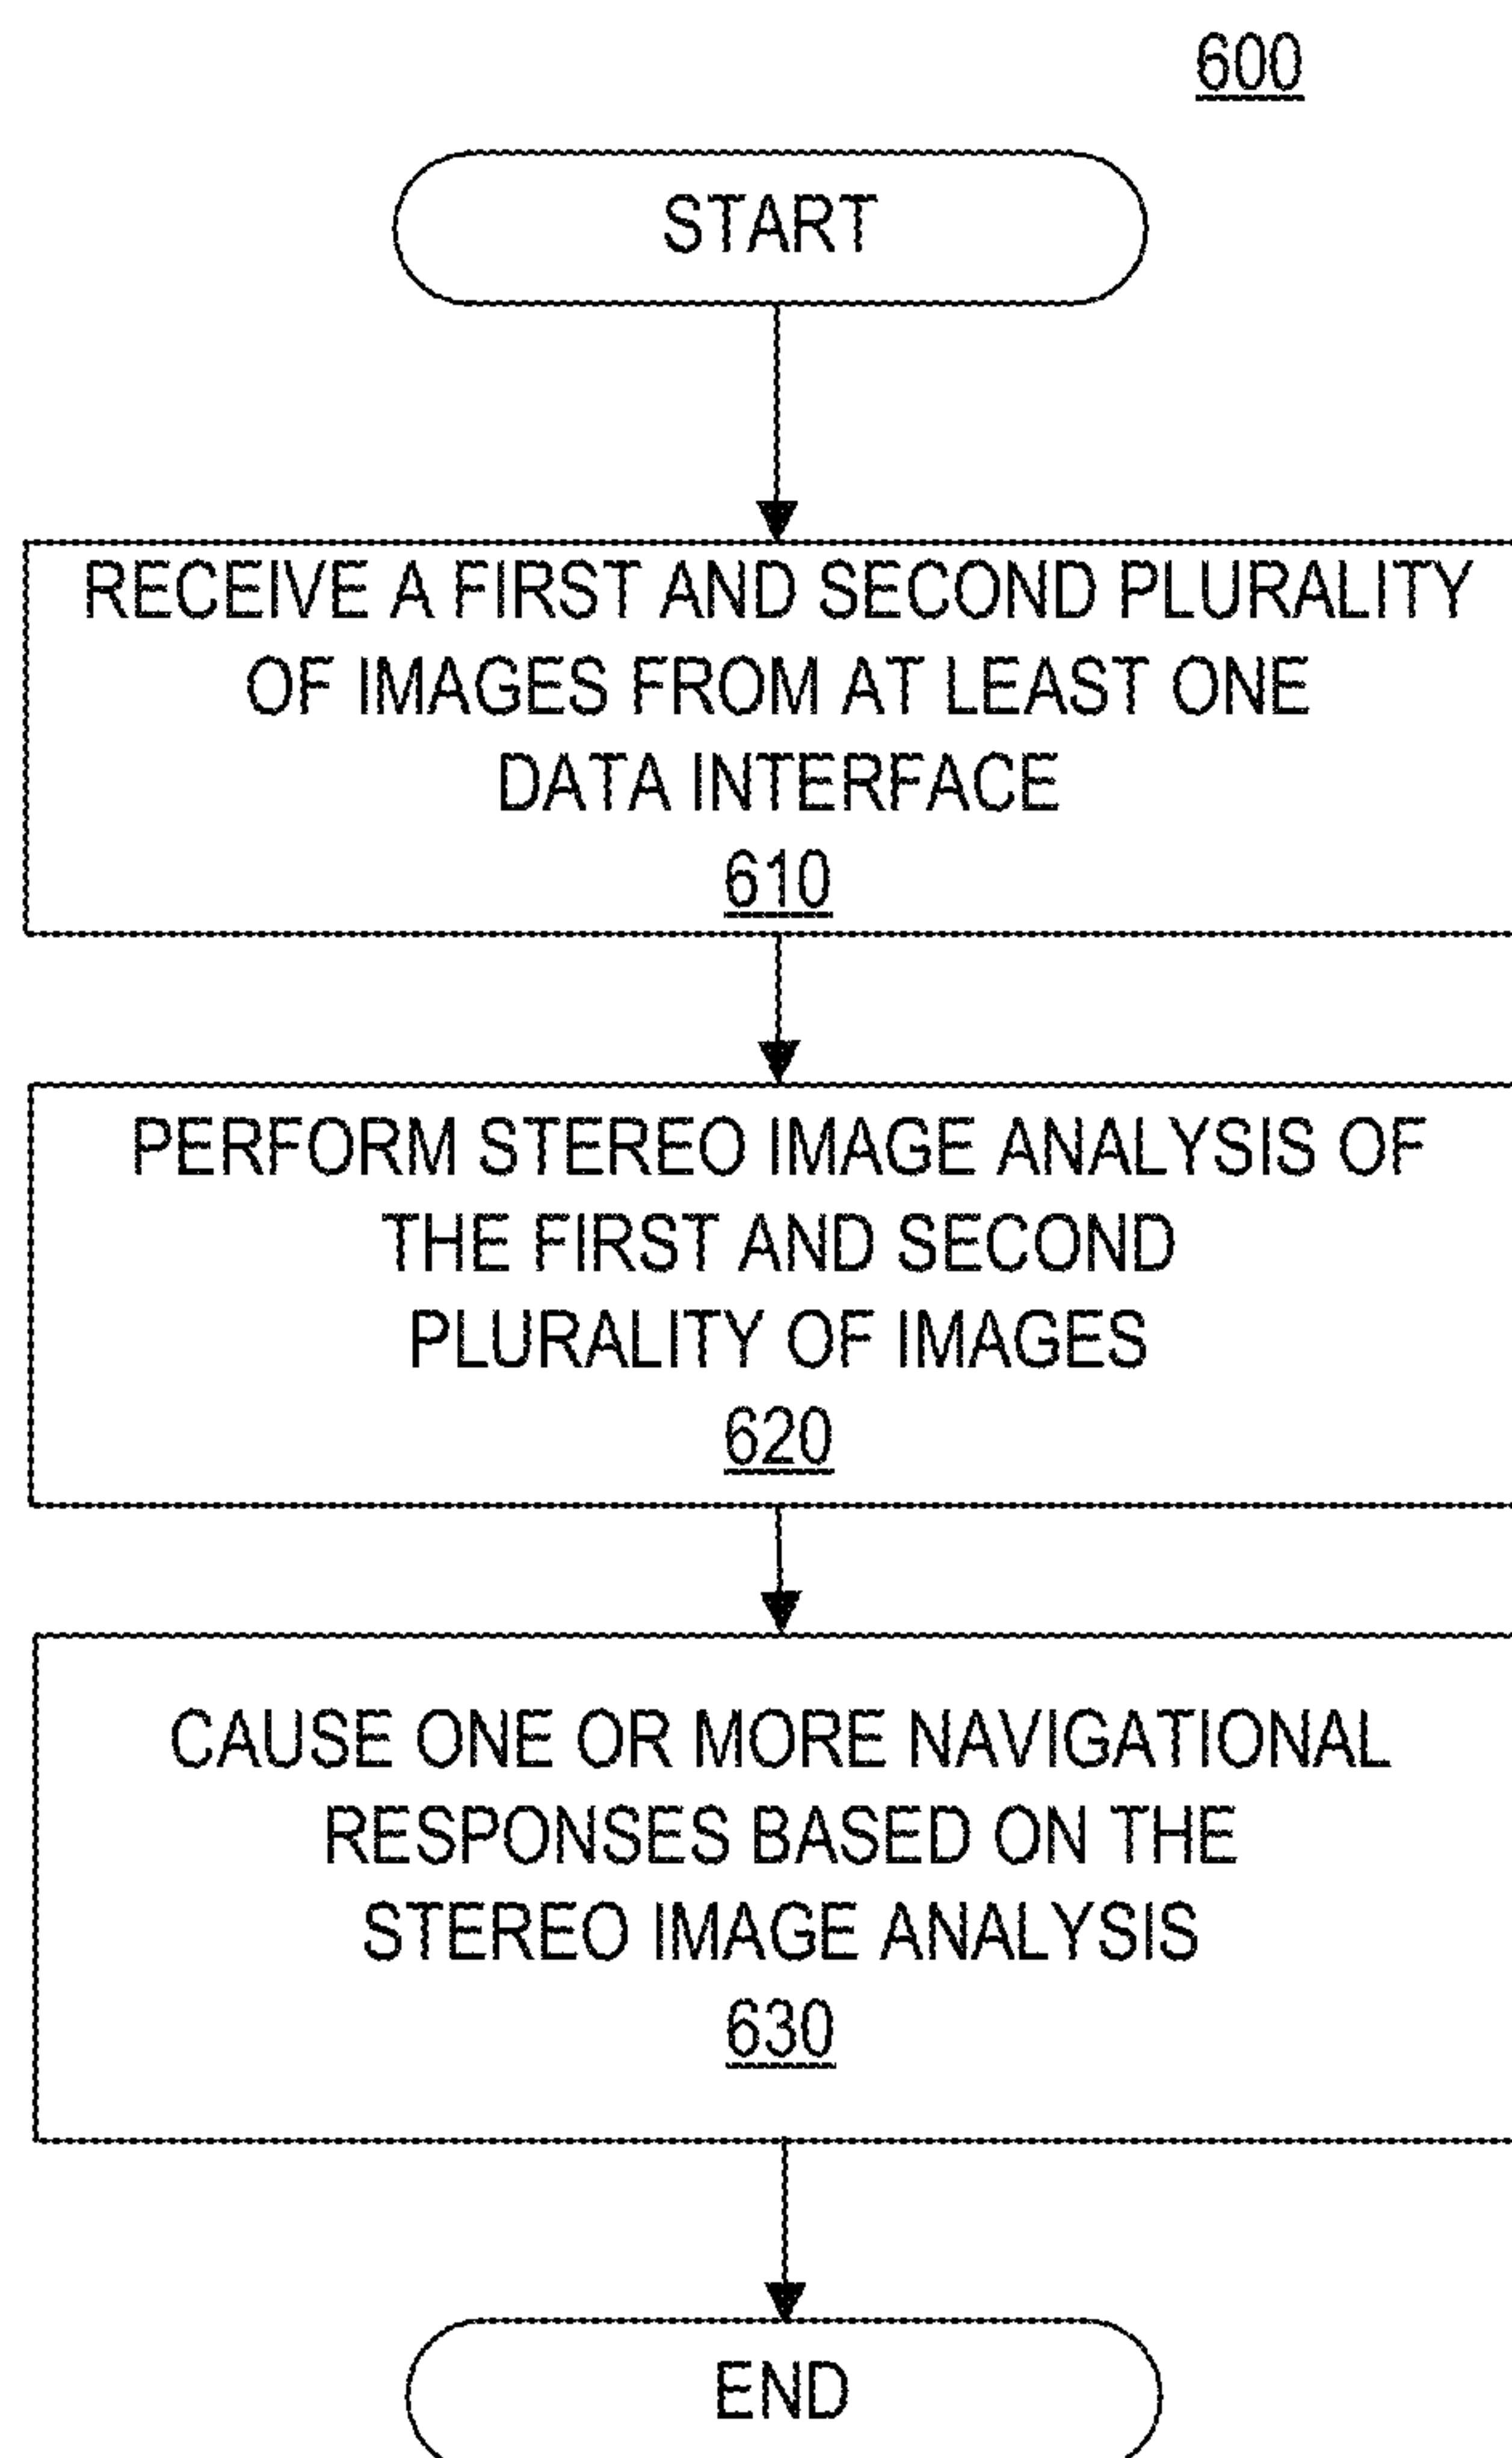 600
START
RECEIVE A FIRST AND SECOND PLURALITY
OF IMAGES FROM AT LEAST ONE
DATA INTERFACE
610
PERFORM STEREO IMAGE ANALYSIS OF
THE FIRST AND SECOND
PLURALITY OF IMAGES
620
CAUSE ONE OR MORE NAVIGATIONAL
RESPONSES BASED ON THE
STEREO IMAGE ANALYSIS
630
END